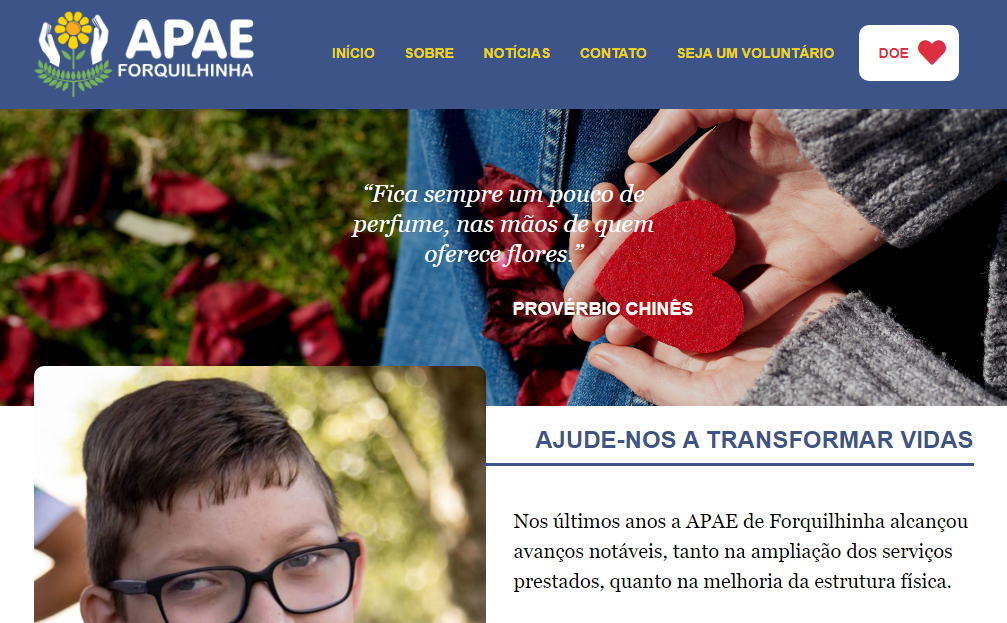 APAE
FORQUILHINHA
INÍCIO SOBRE NOTÍCIAS CONTATO SEJA UM VOLUNTÁRIO DOE
“Fica sempre um pouco de
perfume, nas mãos de quem
oferece flores.”
PROVÉRBIO CHINÊS
AJUDE-NOS A TRANSFORMAR VIDAS
Nos últimos anos a APAE de Forquilhinha alcançou
avanços notáveis, tanto na ampliação dos serviços
prestados, quanto na melhoria da estrutura física.